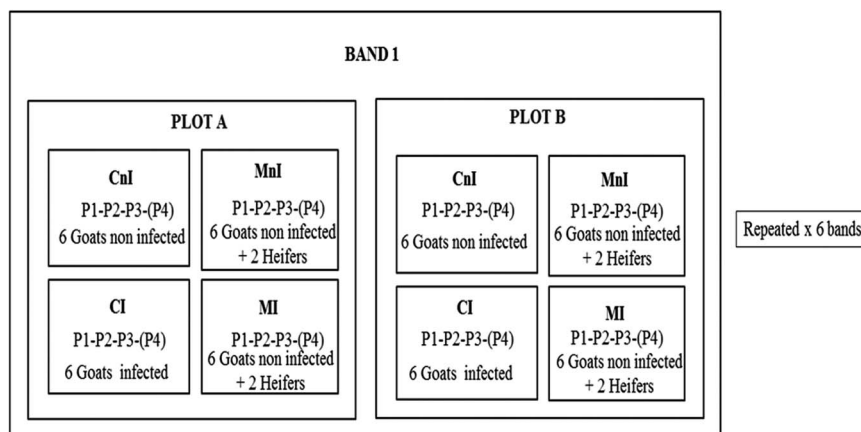 BAND 1
PLOT A
CnI
P1-P2-P3-(P4)
6 Goats non infected
MnI
P1-P2-P3-(P4)
6 Goats non infected
+ 2 Heifers
CI
P1-P2-P3-(P4)
6 Goats infected
MI
P1-P2-P3-(P4)
6 Goats non infected
+ 2 Heifers
PLOT B
CnI
P1-P2-P3-(P4)
6 Goats non infected
MnI
P1-P2-P3-(P4)
6 Goats non infected
+ 2 Heifers
CI
P1-P2-P3-(P4)
6 Goats infected
MI
P1-P2-P3-(P4)
6 Goats non infected
+ 2 Heifers
Repeated x 6 bands